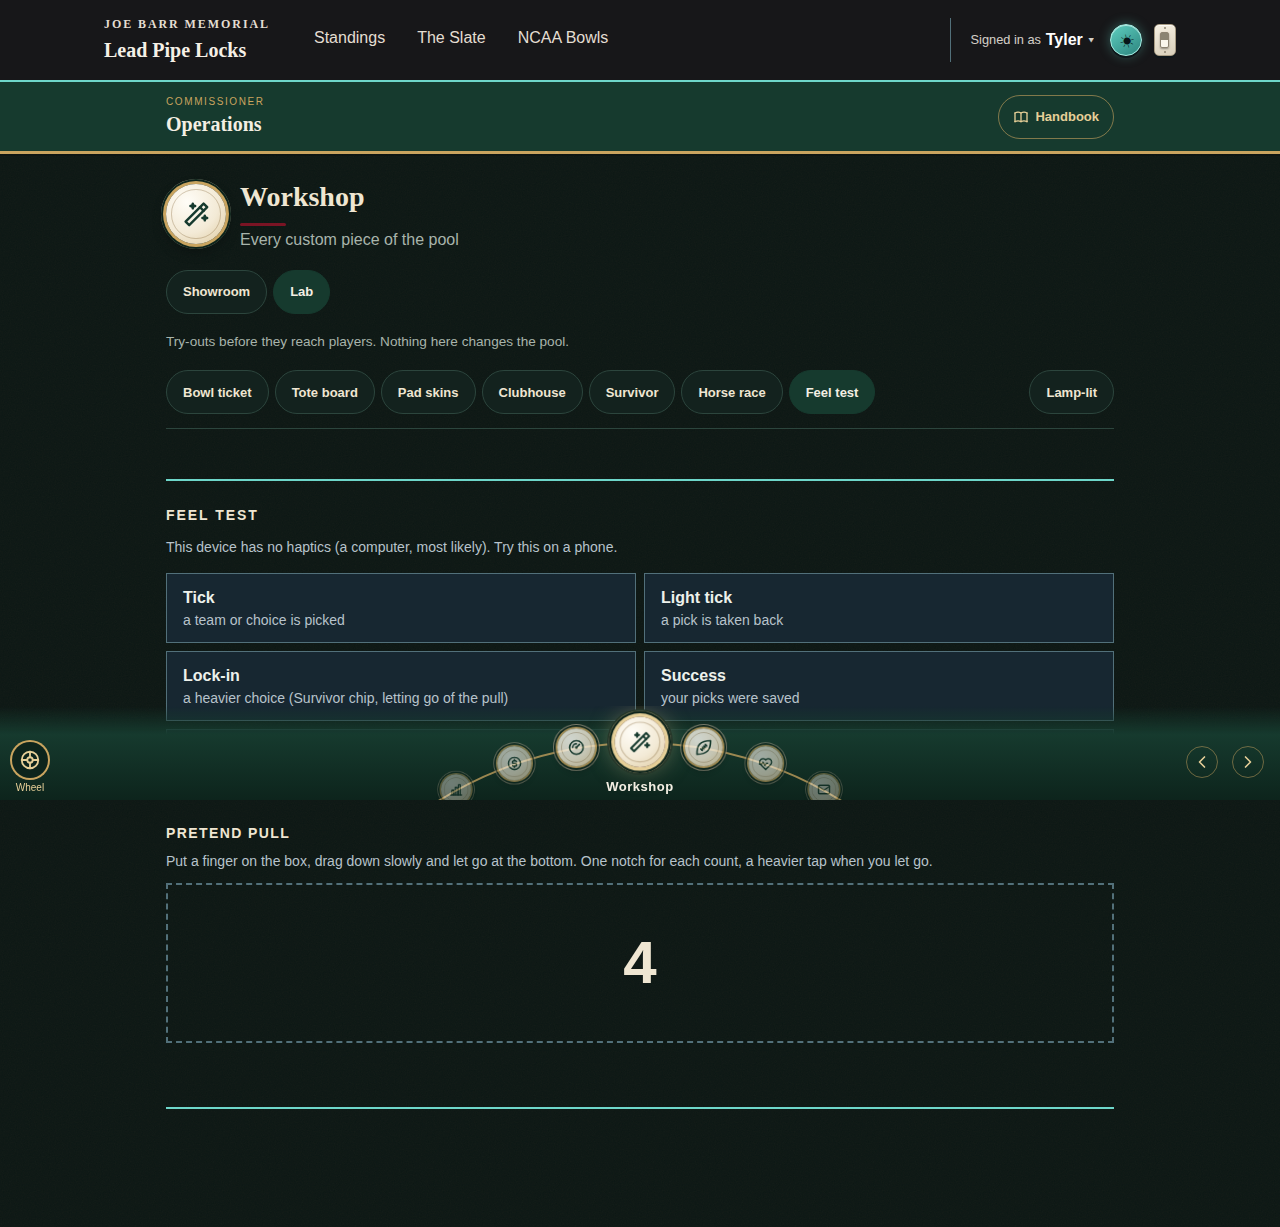 JOE BARR MEMORIAL
Lead Pipe Locks
Standings
The Slate
NCAA Bowls
Signed in as Tyler
COMMISSIONER
Operations
Handbook
Workshop
Every custom piece of the pool
Showroom
Lab
Try-outs before they reach players. Nothing here changes the pool.
Bowl ticket
Tote board
Pad skins
Clubhouse
Survivor
Horse race
Feel test
Lamp-lit
FEEL TEST
This device has no haptics (a computer, most likely). Try this on a phone.
Tick
a team or choice is picked
Light tick
a pick is taken back
Lock-in
a heavier choice (Survivor chip, letting go of the pull)
Success
your picks were saved
Wheel
Workshop
PRETEND PULL
Put a finger on the box, drag down slowly and let go at the bottom. One notch for each count, a heavier tap when you let go.
4